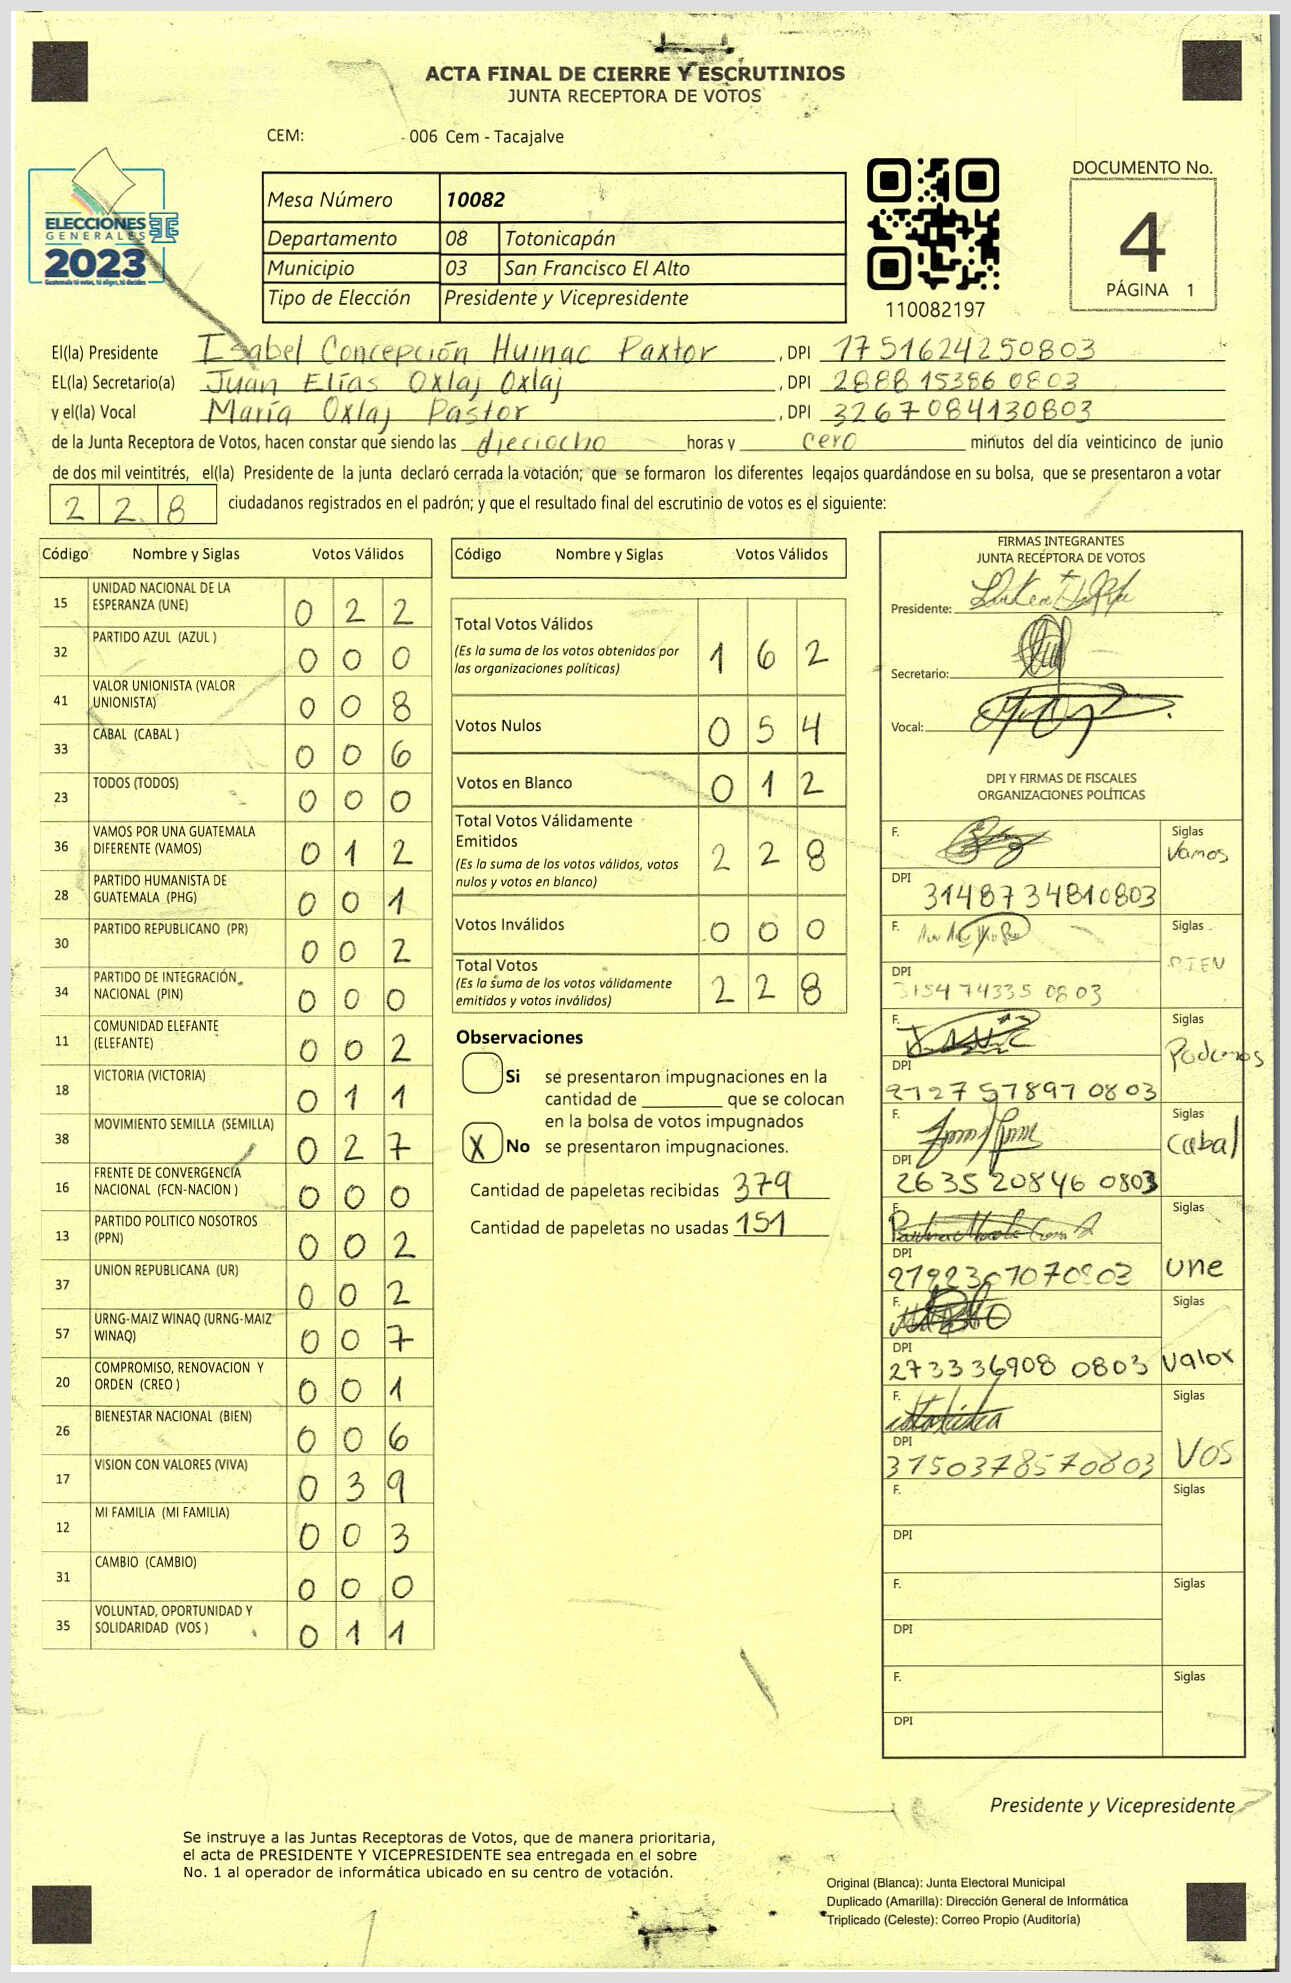 ACTA FINAL DE CIERRE Y ESCRUTINIOS
JUNTA RECEPTORA DE VOTOS
CEM: 006 Cem - Tacajalve
ELECCIONES
GENERALES
2023
Mesa Número 10082
Departamento 08 Totonicapán
Municipio 03 San Francisco El Alto
Tipo de Elección Presidente y Vicepresidente
110082197
DOCUMENTO No.
4
PÁGINA 1
El(la) Presidente Isabel Concepción Huinac Paxtor , DPI 1751624250803
EL(la) Secretario(a) Juan Elías Oxlaj Oxlaj , DPI 2888153860803
y el(la) Vocal María Oxlaj Pastor , DPI 3267084130803
de la Junta Receptora de Votos, hacen constar que siendo las dieciocho horas y cero minutos del día veinticinco de junio
de dos mil veintitrés, el(la) Presidente de la junta declaró cerrada la votación; que se formaron los diferentes legajos guardándose en su bolsa, que se presentaron a votar
228 ciudadanos registrados en el padrón; y que el resultado final del escrutinio de votos es el siguiente:
Código Nombre y Siglas Votos Válidos
15 UNIDAD NACIONAL DE LA ESPERANZA (UNE) 0 2 2
32 PARTIDO AZUL (AZUL ) 0 0 0
41 VALOR UNIONISTA (VALOR UNIONISTA) 0 0 8
33 CABAL (CABAL ) 0 0 6
23 TODOS (TODOS) 0 0 0
36 VAMOS POR UNA GUATEMALA DIFERENTE (VAMOS) 0 1 2
28 PARTIDO HUMANISTA DE GUATEMALA (PHG) 0 0 1
30 PARTIDO REPUBLICANO (PR) 0 0 2
34 PARTIDO DE INTEGRACIÓN NACIONAL (PIN) 0 0 0
11 COMUNIDAD ELEFANTE (ELEFANTE) 0 0 2
18 VICTORIA (VICTORIA) 0 1 1
38 MOVIMIENTO SEMILLA (SEMILLA) 0 2 7
16 FRENTE DE CONVERGENCIA NACIONAL (FCN-NACION ) 0 0 0
13 PARTIDO POLITICO NOSOTROS (PPN) 0 0 2
37 UNION REPUBLICANA (UR) 0 0 2
57 URNG-MAIZ WINAQ (URNG-MAIZ WINAQ) 0 0 7
20 COMPROMISO, RENOVACION Y ORDEN (CREO ) 0 0 1
26 BIENESTAR NACIONAL (BIEN) 0 0 6
17 VISION CON VALORES (VIVA) 0 3 9
12 MI FAMILIA (MI FAMILIA) 0 0 3
31 CAMBIO (CAMBIO) 0 0 0
35 VOLUNTAD, OPORTUNIDAD Y SOLIDARIDAD (VOS ) 0 1 1
Código Nombre y Siglas Votos Válidos
Total Votos Válidos 1 6 2
(Es la suma de los votos obtenidos por
las organizaciones políticas)
Votos Nulos 0 5 4
Votos en Blanco 0 1 2
Total Votos Válidamente
Emitidos 2 2 8
(Es la suma de los votos válidos, votos
nulos y votos en blanco)
Votos Inválidos 0 0 0
Total Votos 2 2 8
(Es la suma de los votos válidamente
emitidos y votos inválidos)
Observaciones
Si se presentaron impugnaciones en la
cantidad de ________ que se colocan
en la bolsa de votos impugnados
X No se presentaron impugnaciones.
Cantidad de papeletas recibidas 379
Cantidad de papeletas no usadas 151
FIRMAS INTEGRANTES
JUNTA RECEPTORA DE VOTOS
Presidente:
Secretario:
Vocal:
DPI Y FIRMAS DE FISCALES
ORGANIZACIONES POLÍTICAS
F. Siglas Vamos
DPI 3148734810803
F. Siglas BIEN
DPI 3154743350803
F. Siglas Podemos
DPI 2127578970803
F. Siglas Cabal
DPI 2635208460803
F. Siglas une
DPI 2792307070803
F. Siglas Valor
DPI 2733369080803
F. Siglas VOS
DPI 3750378570803
F. Siglas
DPI
F. Siglas
DPI
F. Siglas
DPI
Presidente y Vicepresidente
Se instruye a las Juntas Receptoras de Votos, que de manera prioritaria,
el acta de PRESIDENTE Y VICEPRESIDENTE sea entregada en el sobre
No. 1 al operador de informática ubicado en su centro de votación.
Original (Blanca): Junta Electoral Municipal
Duplicado (Amarilla): Dirección General de Informática
Triplicado (Celeste): Correo Propio (Auditoría)